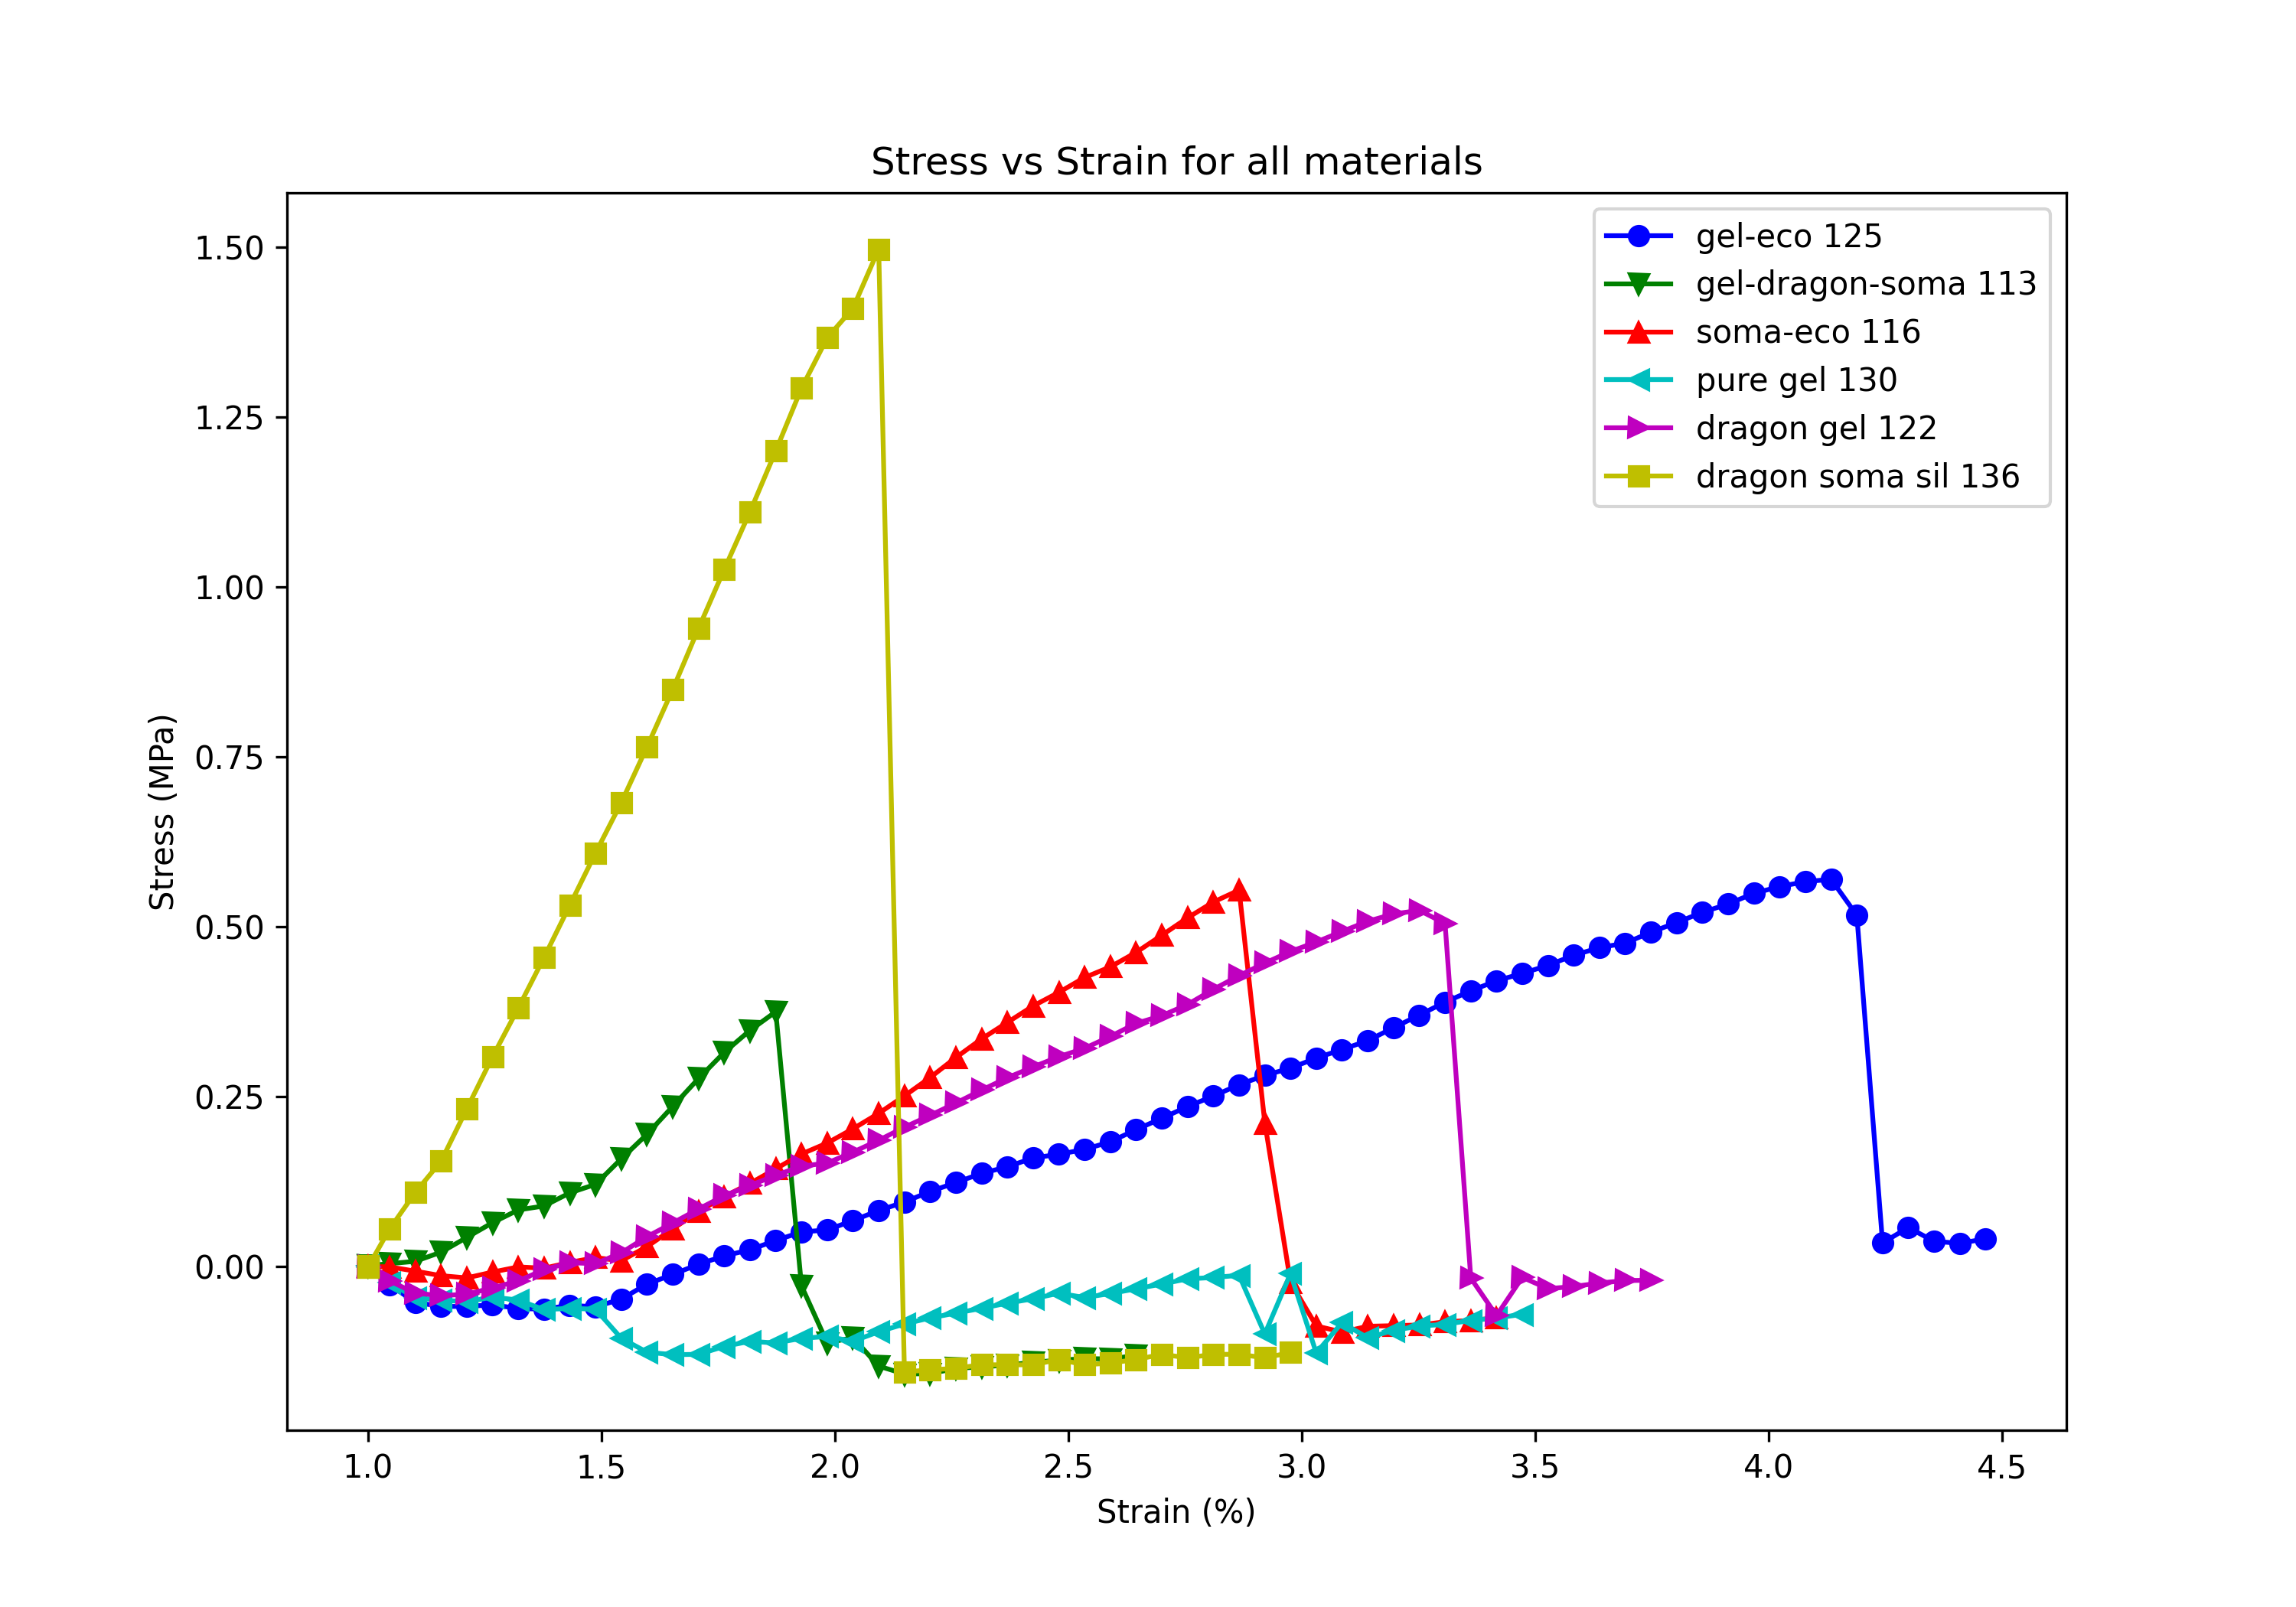 Stress vs Strain for all materials
1.50
1.25
1.00
0.75
0.50
0.25
0.00
Stress (MPa)
gel-eco 125
gel-dragon-soma 113
soma-eco 116
pure gel 130
dragon gel 122
dragon soma sil 136
1.0 1.5 2.0 2.5 3.0 3.5 4.0 4.5
Strain (%)